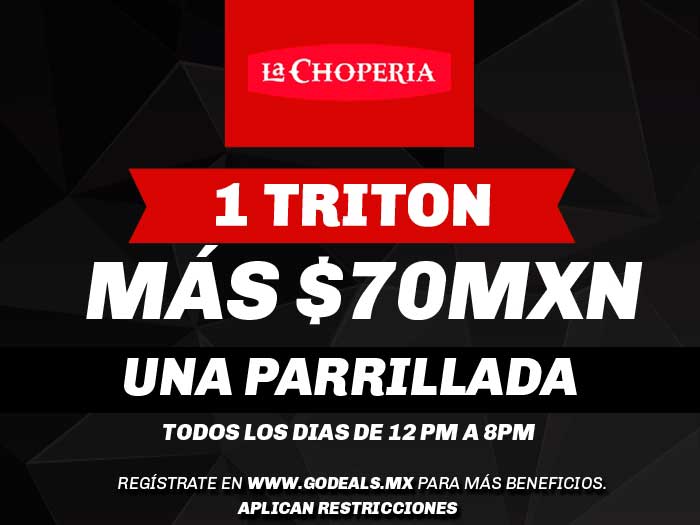 La CHOPERIA
1 TRITON
MÁS $70MXN
UNA PARRILLADA
TODOS LOS DIAS DE 12 PM A 8PM
REGÍSTRATE EN WWW.GODEALS.MX PARA MÁS BENEFICIOS.
APLICAN RESTRICCIONES